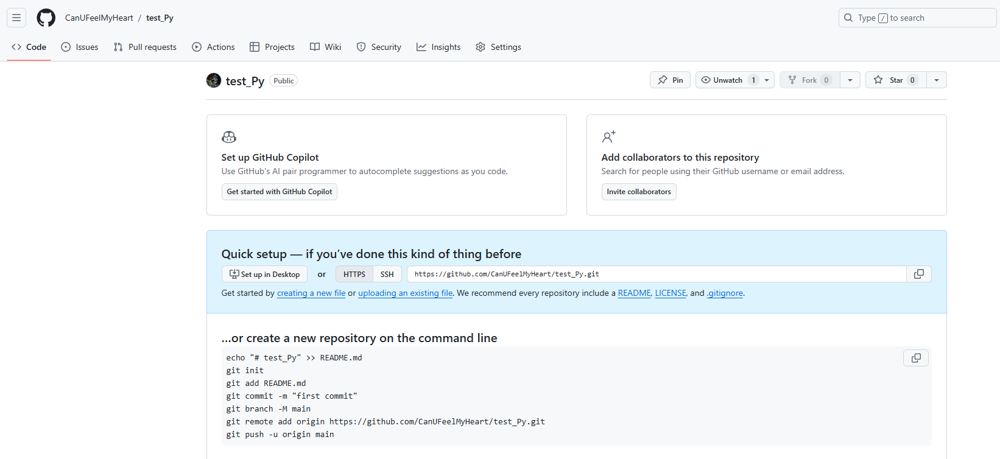 CanUFeelMyHeart / test_Py
Type / to search
Code Issues Pull requests Actions Projects Wiki Security Insights Settings
test_Py Public
Pin Unwatch 1 Fork 0 Star 0
Set up GitHub Copilot
Use GitHub's AI pair programmer to autocomplete suggestions as you code.
Get started with GitHub Copilot
Add collaborators to this repository
Search for people using their GitHub username or email address.
Invite collaborators
Quick setup — if you’ve done this kind of thing before
Set up in Desktop or HTTPS SSH https://github.com/CanUFeelMyHeart/test_Py.git
Get started by creating a new file or uploading an existing file. We recommend every repository include a README, LICENSE, and .gitignore.
…or create a new repository on the command line
echo "# test_Py" >> README.md
git init
git add README.md
git commit -m "first commit"
git branch -M main
git remote add origin https://github.com/CanUFeelMyHeart/test_Py.git
git push -u origin main